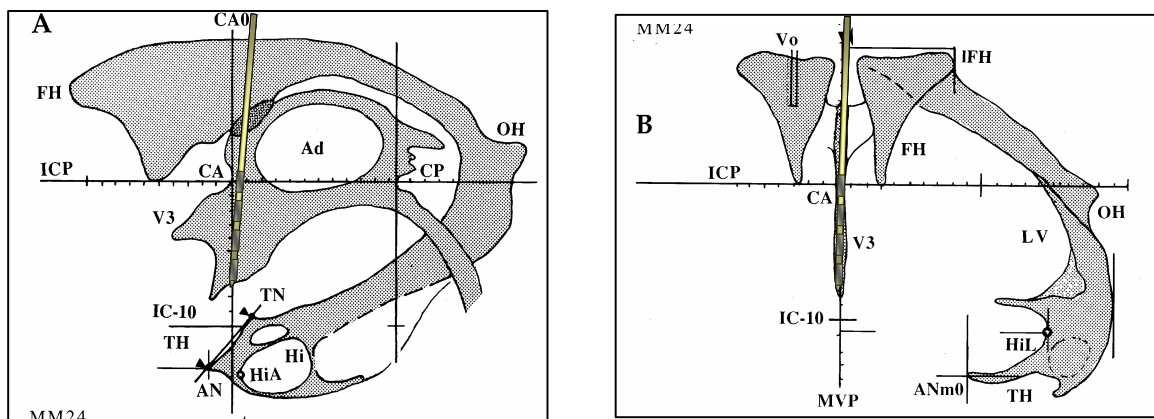 A
CA0
FH
OH
Ad
ICP
CA
CP
V3
IC-10
TN
TH
Hi
HiA
AN
MM24
MM24
Vo
lFH
B
FH
ICP
CA
OH
V3
LV
IC-10
HiL
ANm0
TH
MVP